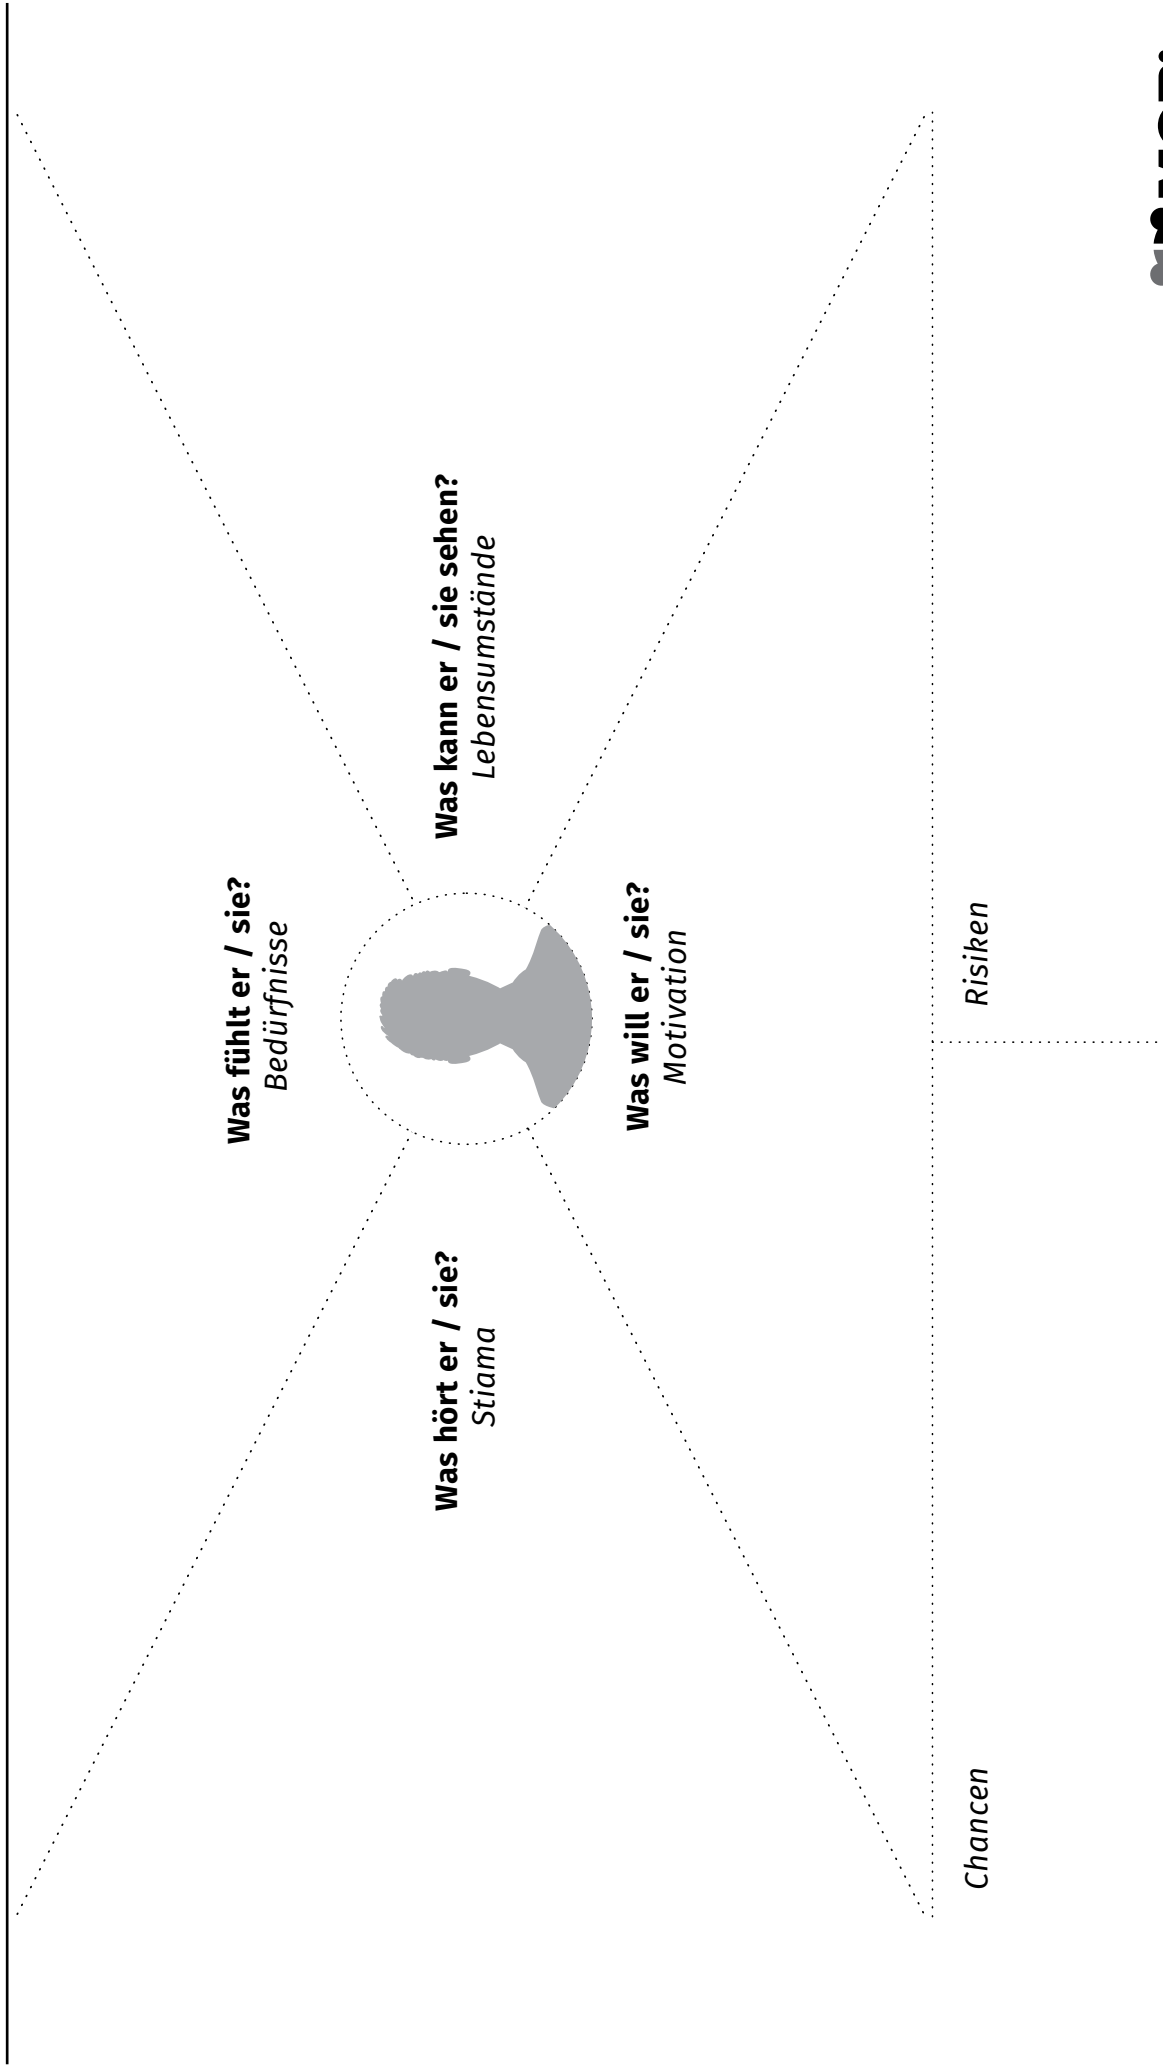 Was fühlt er / sie?
Bedürfnisse
Was hört er / sie?
Stiama
Was kann er / sie sehen?
Lebensumstände
Was will er / sie?
Motivation
Chancen
Risiken